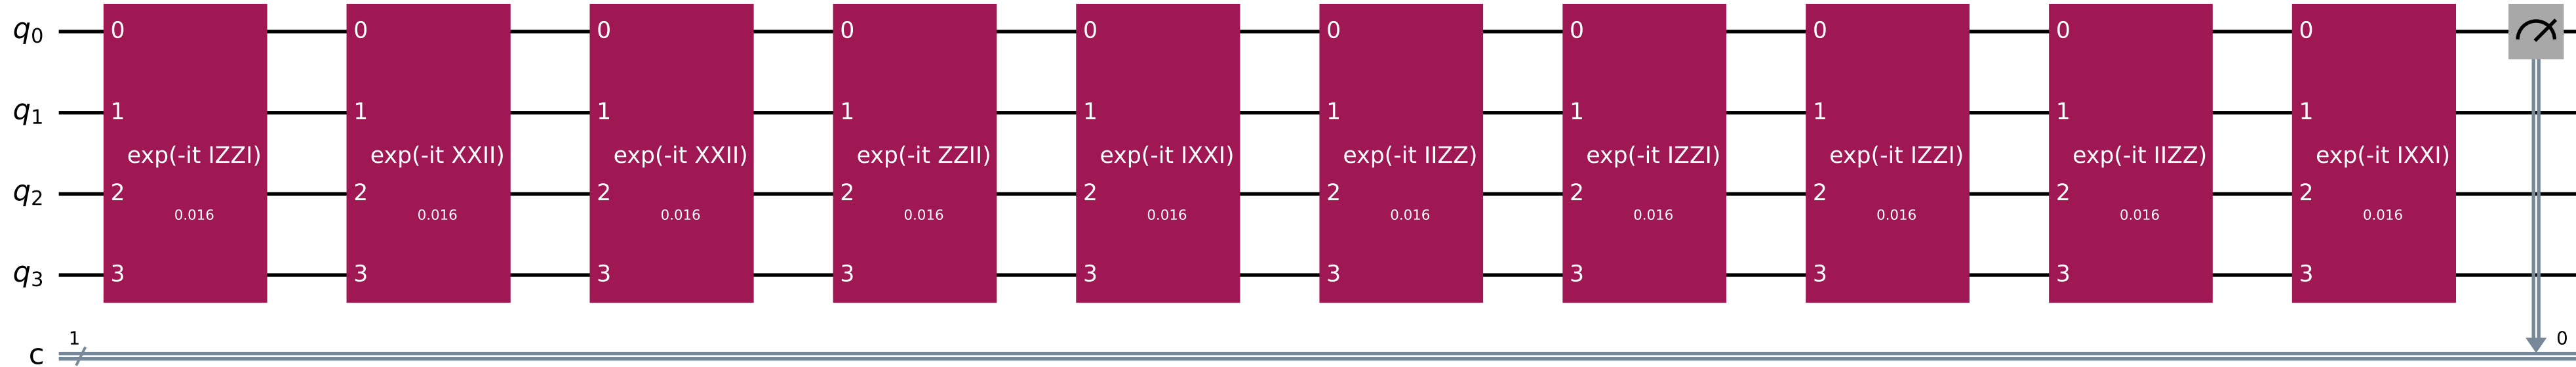 q0 0 0 0 0 0 0 0 0 0 0
q1 1 1 1 1 1 1 1 1 1 1
exp(-it IZZI) exp(-it XXII) exp(-it XXII) exp(-it ZZII) exp(-it IXXI) exp(-it IIZZ) exp(-it IZZI) exp(-it IZZI) exp(-it IIZZ) exp(-it IXXI)
q2 2 2 2 2 2 2 2 2 2 2
0.016 0.016 0.016 0.016 0.016 0.016 0.016 0.016 0.016 0.016
q3 3 3 3 3 3 3 3 3 3 3
1 0
c